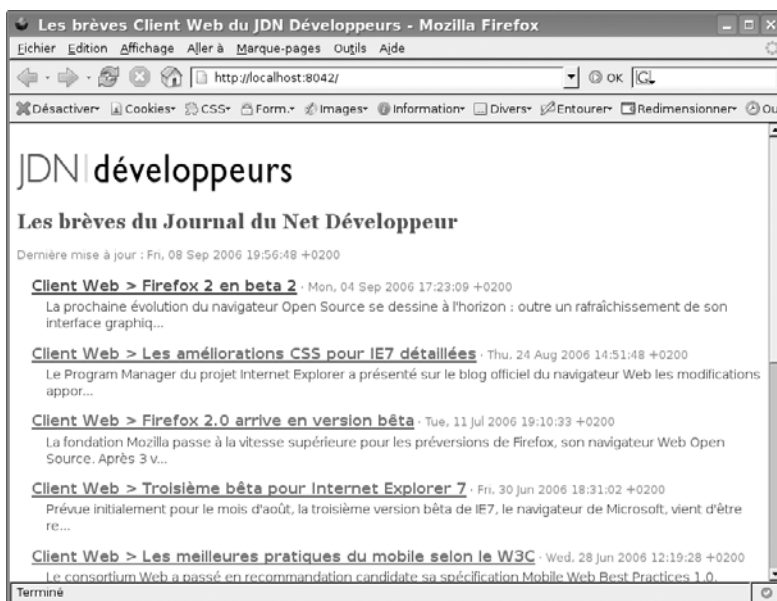 Les brèves Client Web du JDN Développeurs - Mozilla Firefox
Fichier Edition Affichage Aller à Marque-pages Outils Aide
http://localhost:8042/ OK G
Désactiver Cookies CSS Form. Images Information Divers Entourer Redimensionner Ou
JDN développeurs
Les brèves du Journal du Net Développeur
Dernière mise à jour : Fri, 08 Sep 2006 19:56:48 +0200
Client Web > Firefox 2 en beta 2 · Mon, 04 Sep 2006 17:23:09 +0200
La prochaine évolution du navigateur Open Source se dessine à l'horizon : outre un rafraîchissement de son
interface graphiq...
Client Web > Les améliorations CSS pour IE7 détaillées · Thu, 24 Aug 2006 14:51:48 +0200
Le Program Manager du projet Internet Explorer a présenté sur le blog officiel du navigateur Web les modifications
appor...
Client Web > Firefox 2.0 arrive en version bêta · Tue, 11 Jul 2006 19:10:33 +0200
La fondation Mozilla passe à la vitesse supérieure pour les préversions de Firefox, son navigateur Web Open
Source. Après 3 v...
Client Web > Troisième bêta pour Internet Explorer 7 · Fri, 30 Jun 2006 18:31:02 +0200
Prévue initialement pour le mois d'août, la troisième version bêta de IE7, le navigateur de Microsoft, vient d'être
re...
Client Web > Les meilleures pratiques du mobile selon le W3C · Wed, 28 Jun 2006 12:19:28 +0200
Le consortium Web a passé en recommandation candidate sa spécification Mobile Web Best Practices 1.0.
Terminé